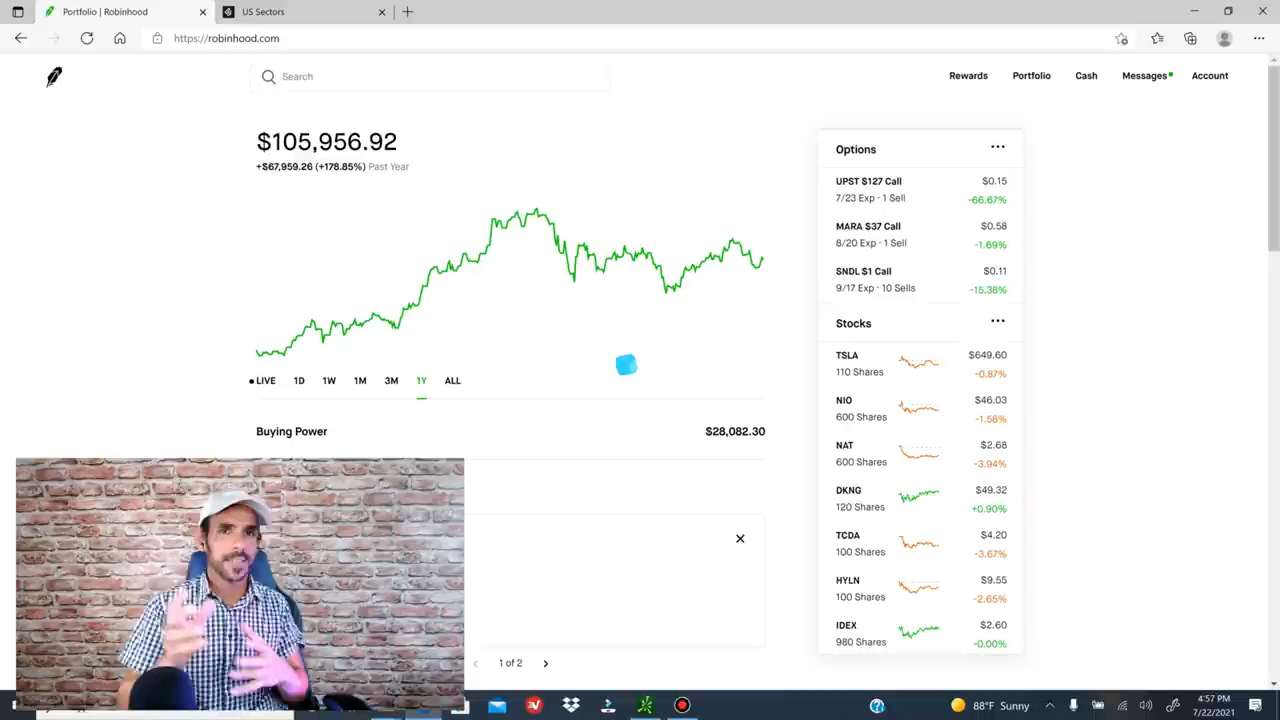 Portfolio | Robinhood
US Sectors
https://robinhood.com
Search
Rewards
Portfolio
Cash
Messages
Account
$105,956.92
+$67,959.26 (+178.85%) Past Year
LIVE 1D 1W 1M 3M 1Y ALL
Buying Power $28,082.30
1 of 2
Options
UPST $127 Call $0.15
7/23 Exp · 1 Sell -66.67%
MARA $37 Call $0.58
8/20 Exp · 1 Sell -1.69%
SNDL $1 Call $0.11
9/17 Exp · 10 Sells -15.38%
Stocks
TSLA $649.60
110 Shares -0.87%
NIO $46.03
600 Shares -1.56%
NAT $2.68
600 Shares -3.94%
DKNG $49.32
120 Shares +0.90%
TCDA $4.20
100 Shares -3.67%
HYLN $9.55
100 Shares -2.65%
IDEX $2.60
980 Shares -0.00%
88°F Sunny
4:57 PM
7/22/2021